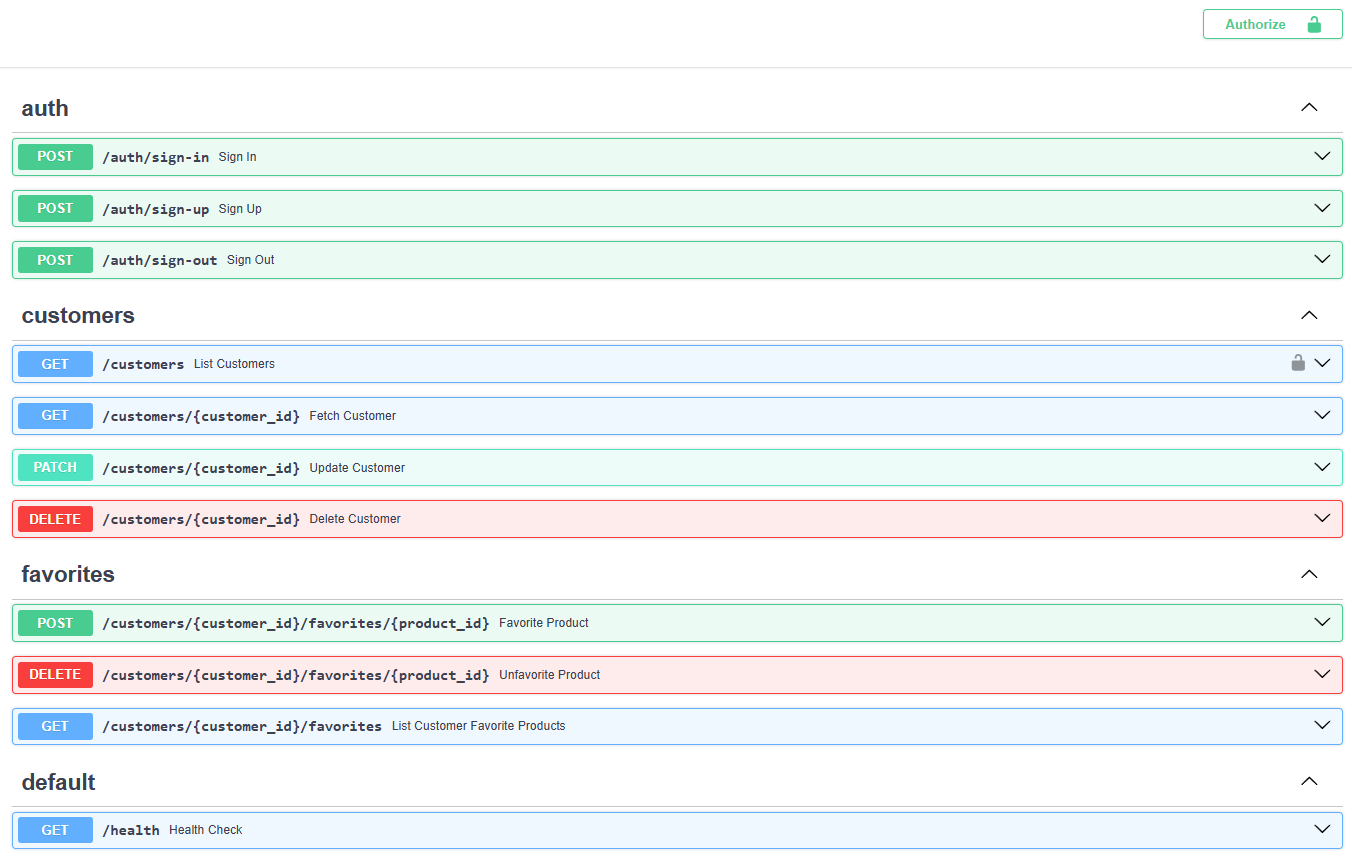 Authorize
auth
POST /auth/sign-in Sign In
POST /auth/sign-up Sign Up
POST /auth/sign-out Sign Out
customers
GET /customers List Customers
GET /customers/{customer_id} Fetch Customer
PATCH /customers/{customer_id} Update Customer
DELETE /customers/{customer_id} Delete Customer
favorites
POST /customers/{customer_id}/favorites/{product_id} Favorite Product
DELETE /customers/{customer_id}/favorites/{product_id} Unfavorite Product
GET /customers/{customer_id}/favorites List Customer Favorite Products
default
GET /health Health Check